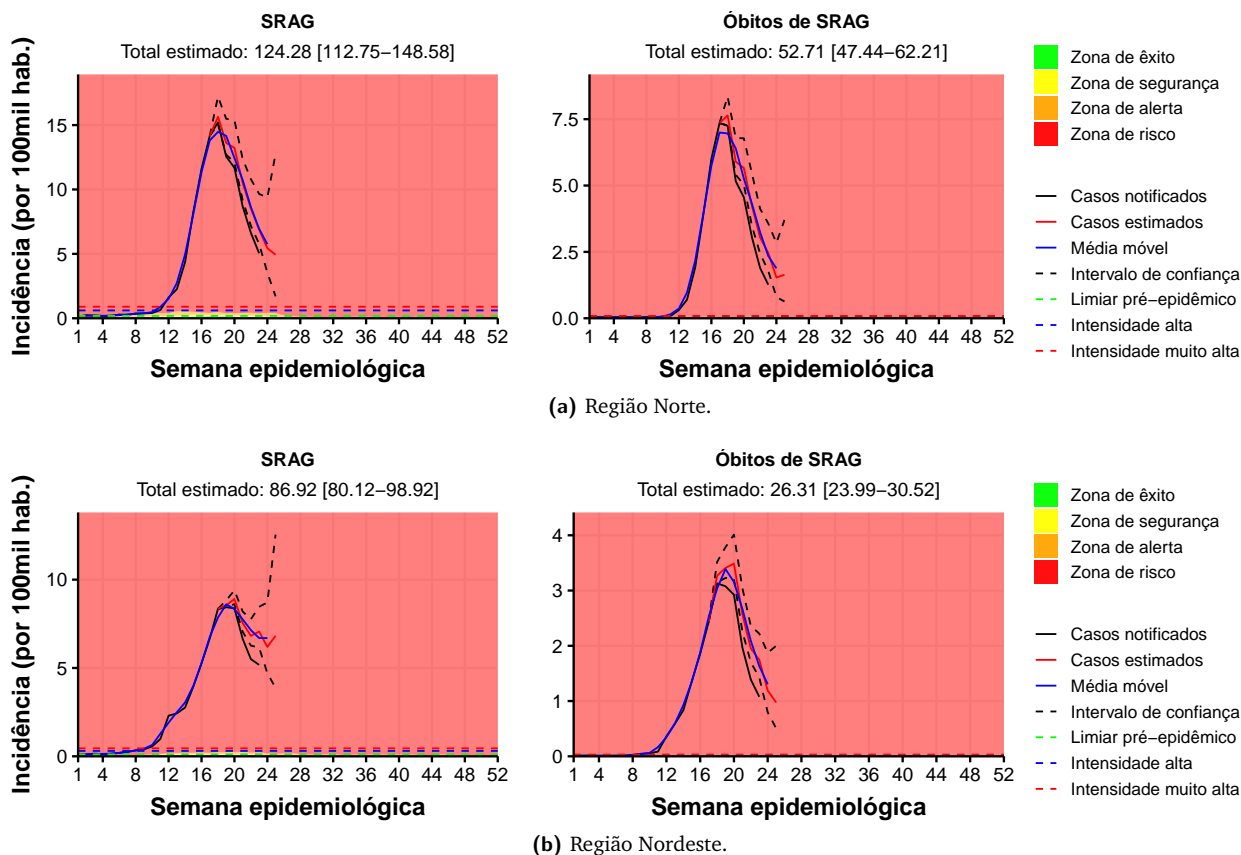 SRAG
Total estimado: 124.28 [112.75−148.58]
Incidência (por 100mil hab.)
15
10
5
0
1 4 8 12 16 20 24 28 32 36 40 44 48 52
Semana epidemiológica
Óbitos de SRAG
Total estimado: 52.71 [47.44−62.21]
7.5
5.0
2.5
0.0
1 4 8 12 16 20 24 28 32 36 40 44 48 52
Semana epidemiológica
Zona de êxito
Zona de segurança
Zona de alerta
Zona de risco
Casos notificados
Casos estimados
Média móvel
Intervalo de confiança
Limiar pré−epidêmico
Intensidade alta
Intensidade muito alta
(a) Região Norte.
SRAG
Total estimado: 86.92 [80.12−98.92]
Incidência (por 100mil hab.)
10
5
0
1 4 8 12 16 20 24 28 32 36 40 44 48 52
Semana epidemiológica
Óbitos de SRAG
Total estimado: 26.31 [23.99−30.52]
4
3
2
1
0
1 4 8 12 16 20 24 28 32 36 40 44 48 52
Semana epidemiológica
Zona de êxito
Zona de segurança
Zona de alerta
Zona de risco
Casos notificados
Casos estimados
Média móvel
Intervalo de confiança
Limiar pré−epidêmico
Intensidade alta
Intensidade muito alta
(b) Região Nordeste.